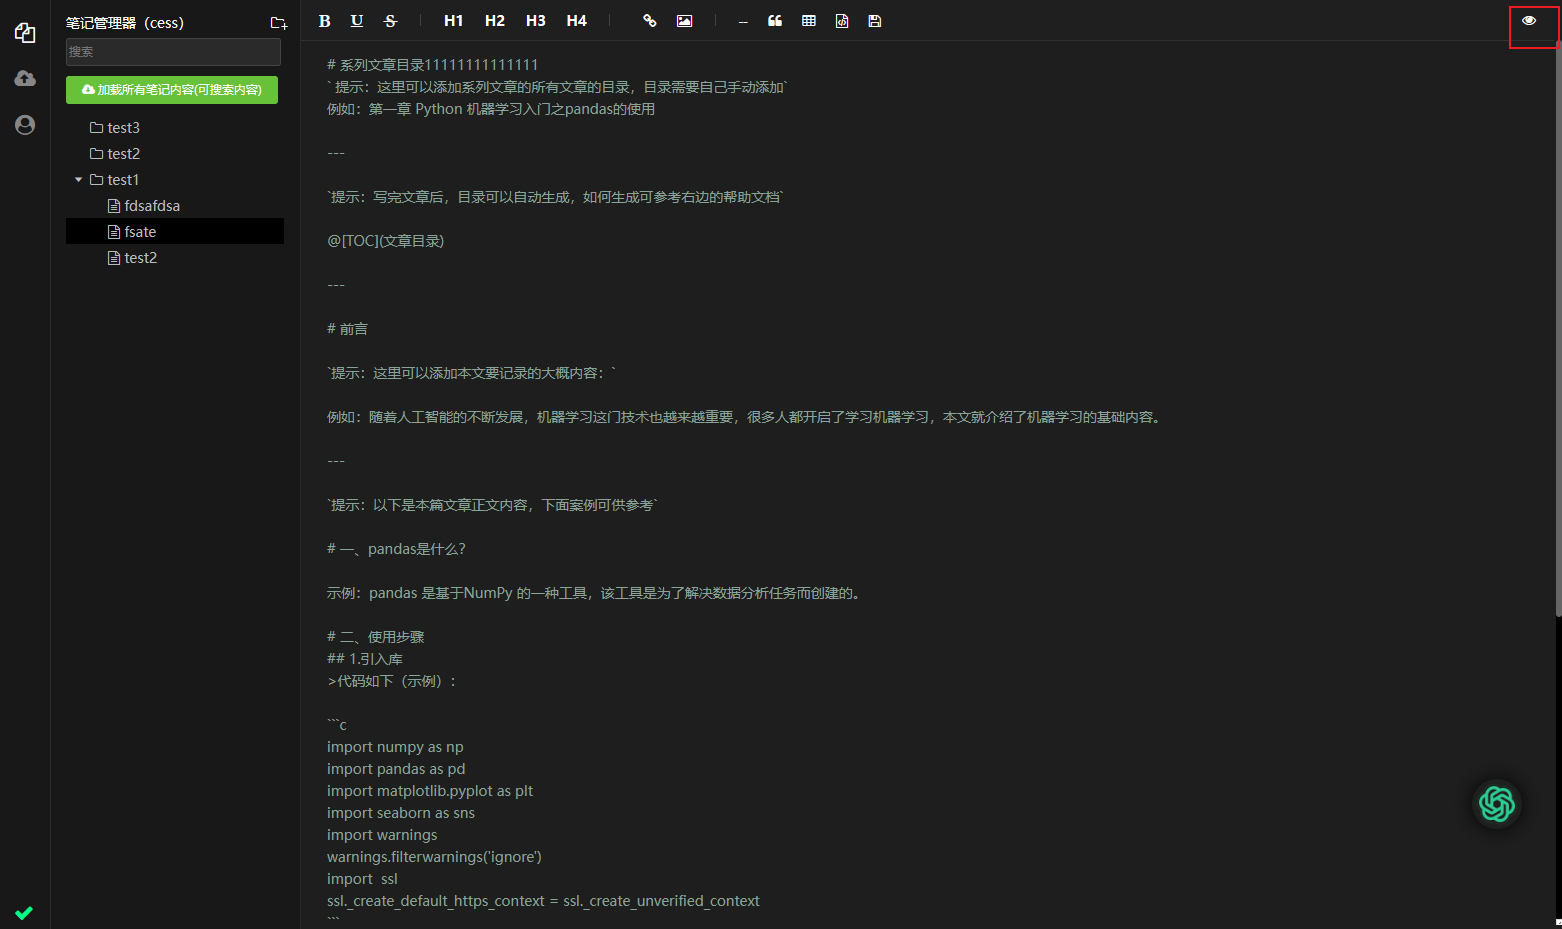 笔记管理器（cess）
搜索
加载所有笔记内容(可搜索内容)
test3
test2
test1
fdsafdsa
fsate
test2
B U S H1 H2 H3 H4
# 系列文章目录11111111111111
` 提示：这里可以添加系列文章的所有文章的目录，目录需要自己手动添加`
例如：第一章 Python 机器学习入门之pandas的使用
---
`提示：写完文章后，目录可以自动生成，如何生成可参考右边的帮助文档`
@[TOC](文章目录)
---
# 前言
`提示：这里可以添加本文要记录的大概内容：`
例如：随着人工智能的不断发展，机器学习这门技术也越来越重要，很多人都开启了学习机器学习，本文就介绍了机器学习的基础内容。
---
`提示：以下是本篇文章正文内容，下面案例可供参考`
# 一、pandas是什么？
示例：pandas 是基于NumPy 的一种工具，该工具是为了解决数据分析任务而创建的。
# 二、使用步骤
## 1.引入库
>代码如下（示例）：
```c
import numpy as np
import pandas as pd
import matplotlib.pyplot as plt
import seaborn as sns
import warnings
warnings.filterwarnings('ignore')
import  ssl
ssl._create_default_https_context = ssl._create_unverified_context
```